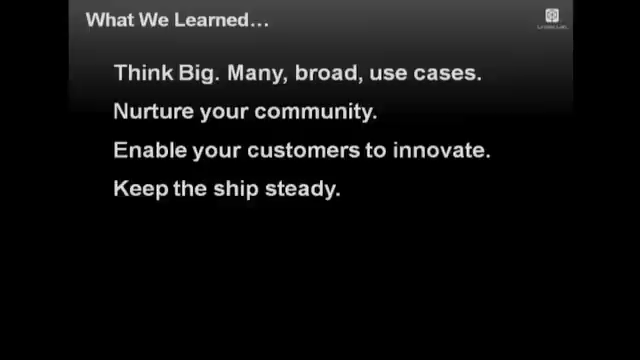 What We Learned…
Think Big. Many, broad, use cases.
Nurture your community.
Enable your customers to innovate.
Keep the ship steady.